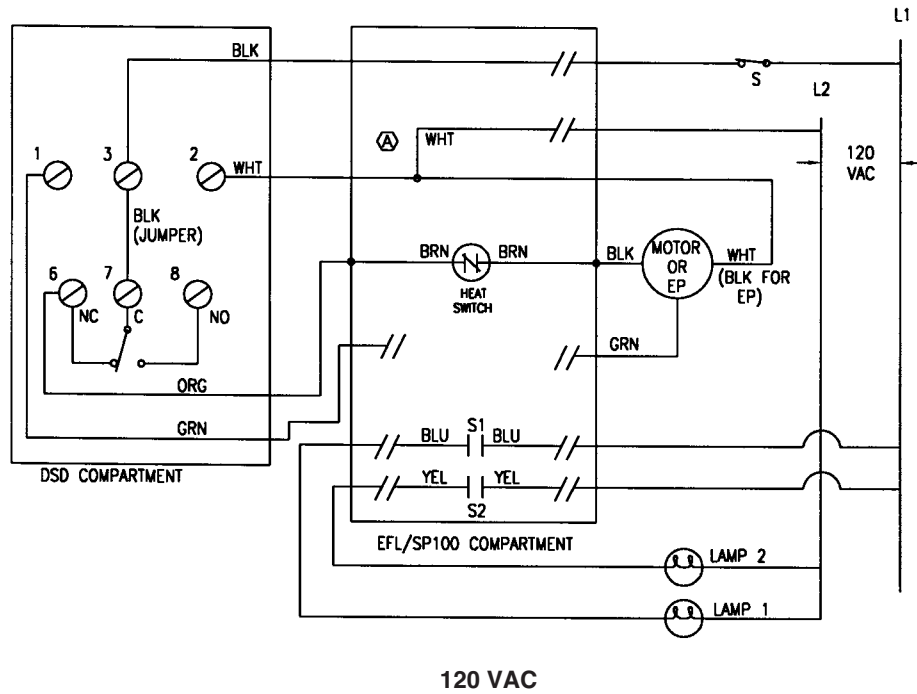 L1
BLK
S
L2
A
WHT
120
VAC
1
3
2
WHT
BLK
(JUMPER)
BRN
BRN
BLK
MOTOR
OR
EP
WHT
(BLK FOR
EP)
HEAT
SWITCH
6
7
8
NC
C
NO
GRN
ORG
GRN
S1
BLU
BLU
DSD COMPARTMENT
YEL
YEL
S2
EFL/SP100 COMPARTMENT
LAMP 2
LAMP 1
120 VAC